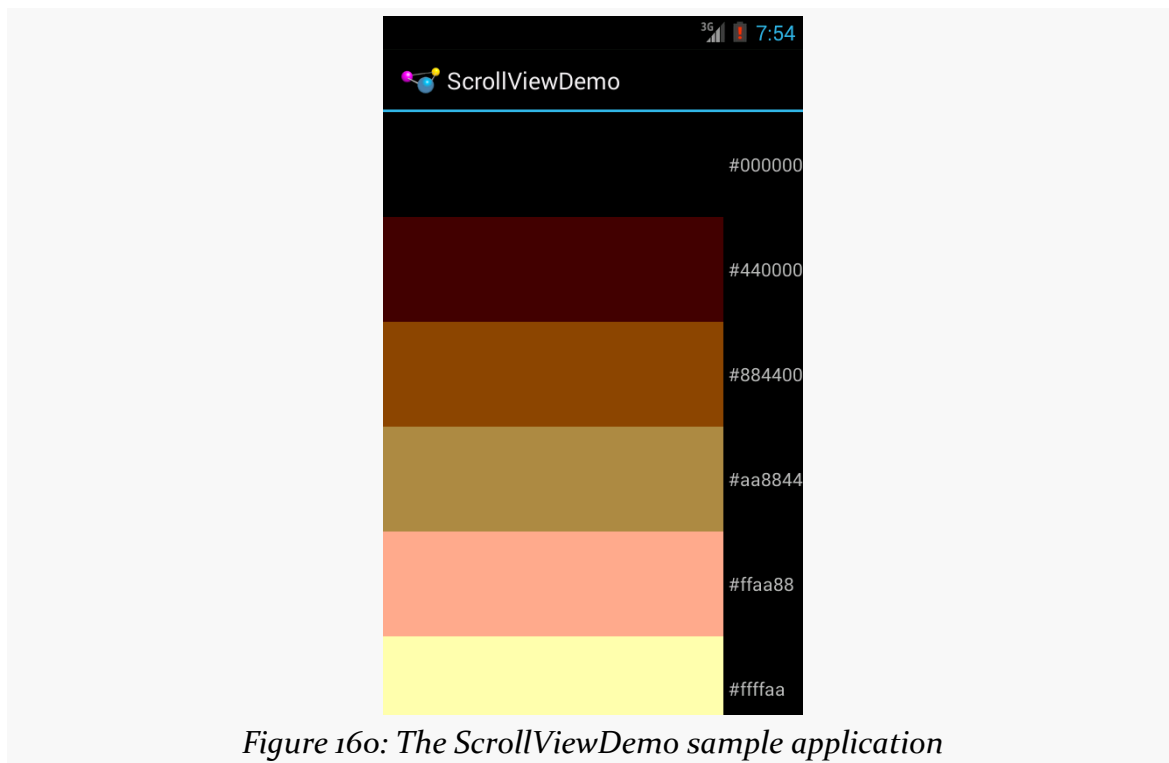 3G 7:54
ScrollViewDemo
#000000
#440000
#884400
#aa8844
#ffaa88
#ffffaa
Figure 160: The ScrollViewDemo sample application